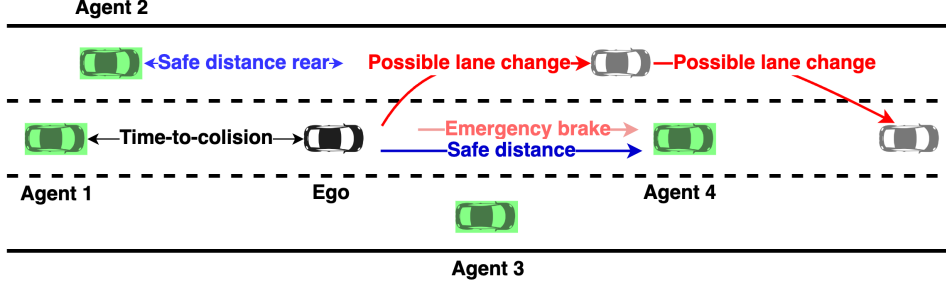 Agent 2
Safe distance rear
Possible lane change
Possible lane change
Time-to-colision
Emergency brake
Safe distance
Agent 1
Ego
Agent 4
Agent 3